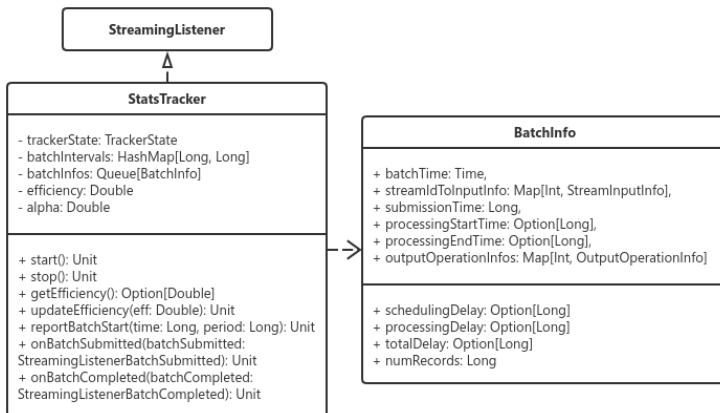 StreamingListener
StatsTracker
- trackerState: TrackerState
- batchIntervals: HashMap[Long, Long]
- batchInfos: Queue[BatchInfo]
- efficiency: Double
- alpha: Double
+ start(): Unit
+ stop(): Unit
+ getEfficiency(): Option[Double]
+ updateEfficiency(eff: Double): Unit
+ reportBatchStart(time: Long, period: Long): Unit
+ onBatchSubmitted(batchSubmitted:
StreamingListenerBatchSubmitted): Unit
+ onBatchCompleted(batchCompleted:
StreamingListenerBatchCompleted): Unit
BatchInfo
+ batchTime: Time,
+ streamIdToInputInfo: Map[Int, StreamInputInfo],
+ submissionTime: Long,
+ processingStartTime: Option[Long],
+ processingEndTime: Option[Long],
+ outputOperationInfos: Map[Int, OutputOperationInfo]
+ schedulingDelay: Option[Long]
+ processingDelay: Option[Long]
+ totalDelay: Option[Long]
+ numRecords: Long